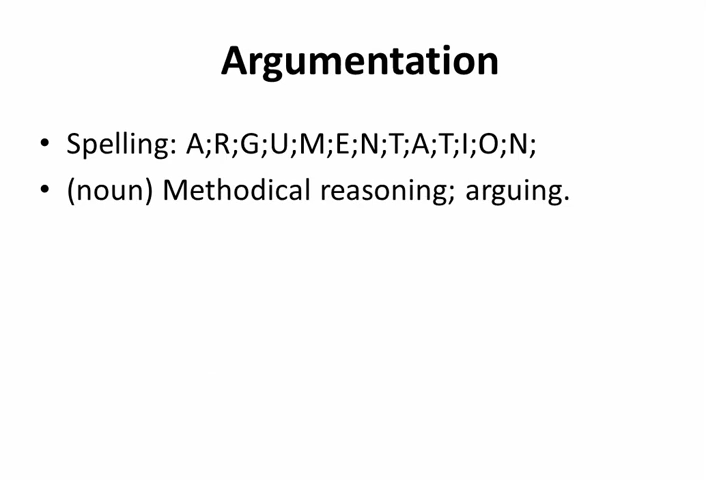 Argumentation
• Spelling: A;R;G;U;M;E;N;T;A;T;I;O;N;
• (noun) Methodical reasoning; arguing.